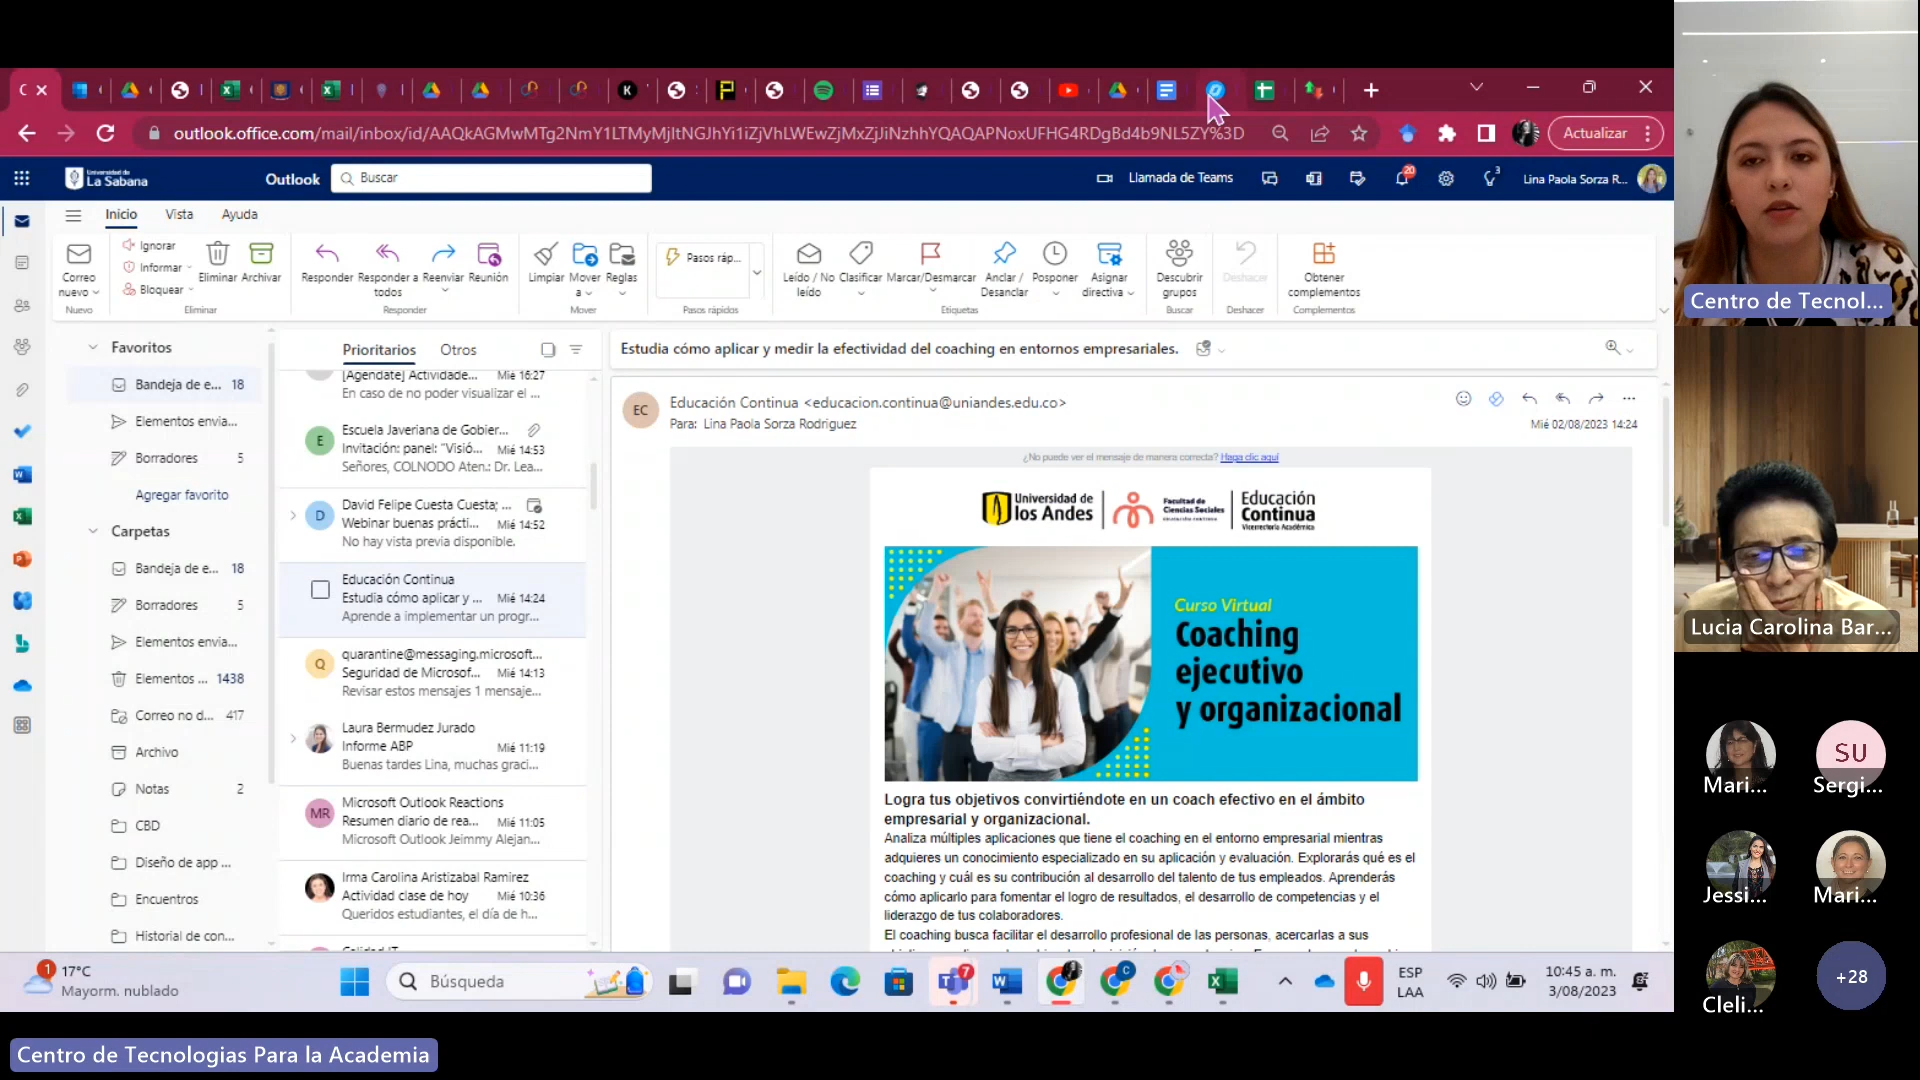 outlook.office.com/mail/inbox/id/AAQkAGMwMTg2NmY1LTMyMjItNGJhYi1iZjVhLWEwZjMxZjJiNzhhYQAQAPNoxUFHG4RDgBd4b9NL5ZY%3D
Actualizar
Universidad de
La Sabana
Outlook
Buscar
Llamada de Teams
20
3
Lina Paola Sorza R...
Inicio
Vista
Ayuda
Correo nuevo
Nuevo
Ignorar
Informar
Bloquear
Eliminar
Archivar
Eliminar
Responder
Responder a todos
Reenviar
Reunión
Responder
Limpiar
Mover a
Reglas
Mover
Pasos ráp...
Pasos rápidos
Leído / No leído
Clasificar
Marcar/Desmarcar
Anclar / Desanclar
Posponer
Asignar directiva
Etiquetas
Descubrir grupos
Buscar
Deshacer
Deshacer
Obtener complementos
Complementos
Favoritos
Bandeja de e... 18
Elementos envia...
Borradores 5
Agregar favorito
Carpetas
Bandeja de e... 18
Borradores 5
Elementos envia...
Elementos ... 1438
Correo no d... 417
Archivo
Notas 2
CBD
Diseño de app ...
Encuentros
Historial de con...
Prioritarios
Otros
[Agendate] Actividade... Mié 16:27
En caso de no poder visualizar el ...
E
Escuela Javeriana de Gobier...
Invitación: panel: "Visió... Mié 14:53
Señores, COLNODO Aten.: Dr. Lea...
D
David Felipe Cuesta Cuesta; ...
Webinar buenas prácti... Mié 14:52
No hay vista previa disponible.
Educación Continua
Estudia cómo aplicar y ... Mié 14:24
Aprende a implementar un progr...
Q
quarantine@messaging.microsoft...
Seguridad de Microsof... Mié 14:13
Revisar estos mensajes 1 mensaje...
Laura Bermudez Jurado
Informe ABP Mié 11:19
Buenas tardes Lina, muchas graci...
MR
Microsoft Outlook Reactions
Resumen diario de rea... Mié 11:05
Microsoft Outlook Jeimmy Alejan...
Irma Carolina Aristizabal Ramirez
Actividad clase de hoy Mié 10:36
Queridos estudiantes, el día de h...
Estudia cómo aplicar y medir la efectividad del coaching en entornos empresariales.
EC
Educación Continua <educacion.continua@uniandes.edu.co>
Para: Lina Paola Sorza Rodriguez
Mié 02/08/2023 14:24
¿No puede ver el mensaje de manera correcta? Haga clic aquí
Universidad de los Andes
Facultad de Ciencias Sociales
Educación Continua
Vicerrectoría Académica
Curso Virtual
Coaching
ejecutivo
y organizacional
Logra tus objetivos convirtiéndote en un coach efectivo en el ámbito
empresarial y organizacional.
Analiza múltiples aplicaciones que tiene el coaching en el entorno empresarial mientras
adquieres un conocimiento especializado en su aplicación y evaluación. Explorarás qué es el
coaching y cuál es su contribución al desarrollo del talento de tus empleados. Aprenderás
cómo aplicarlo para fomentar el logro de resultados, el desarrollo de competencias y el
liderazgo de tus colaboradores.
El coaching busca facilitar el desarrollo profesional de las personas, acercarlas a sus
1
17°C
Mayorm. nublado
Búsqueda
7
ESP
LAA
10:45 a. m.
3/08/2023
Centro de Tecnol...
Lucia Carolina Bar...
Mari...
SU
Sergi...
Jessi...
Mari...
Cleli...
+28
Centro de Tecnologias Para la Academia